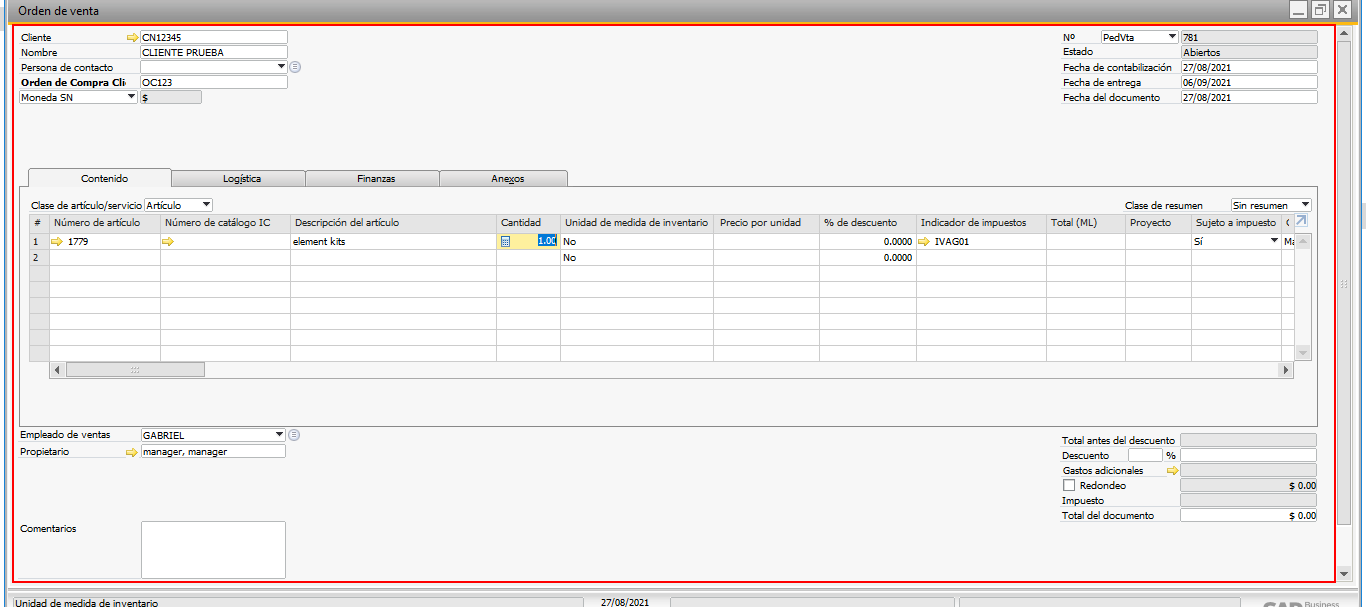 Orden de venta
Cliente CN12345 Nº PedVta 781
Nombre CLIENTE PRUEBA Estado Abiertos
Persona de contacto Fecha de contabilización 27/08/2021
Orden de Compra Cli OC123 Fecha de entrega 06/09/2021
Moneda SN $ Fecha del documento 27/08/2021
Contenido Logística Finanzas Anexos
Clase de artículo/servicio Artículo Clase de resumen Sin resumen
# Número de artículo Número de catálogo IC Descripción del artículo Cantidad Unidad de medida de inventario Precio por unidad % de descuento Indicador de impuestos Total (ML) Proyecto Sujeto a impuesto
1 1779 element kits 1.00 No 0.0000 IVAG01 Sí Ma
2 No 0.0000
Empleado de ventas GABRIEL Total antes del descuento
Propietario manager, manager Descuento %
Gastos adicionales
Redondeo $ 0.00
Impuesto
Comentarios Total del documento $ 0.00
Unidad de medida de inventario 27/08/2021 Business